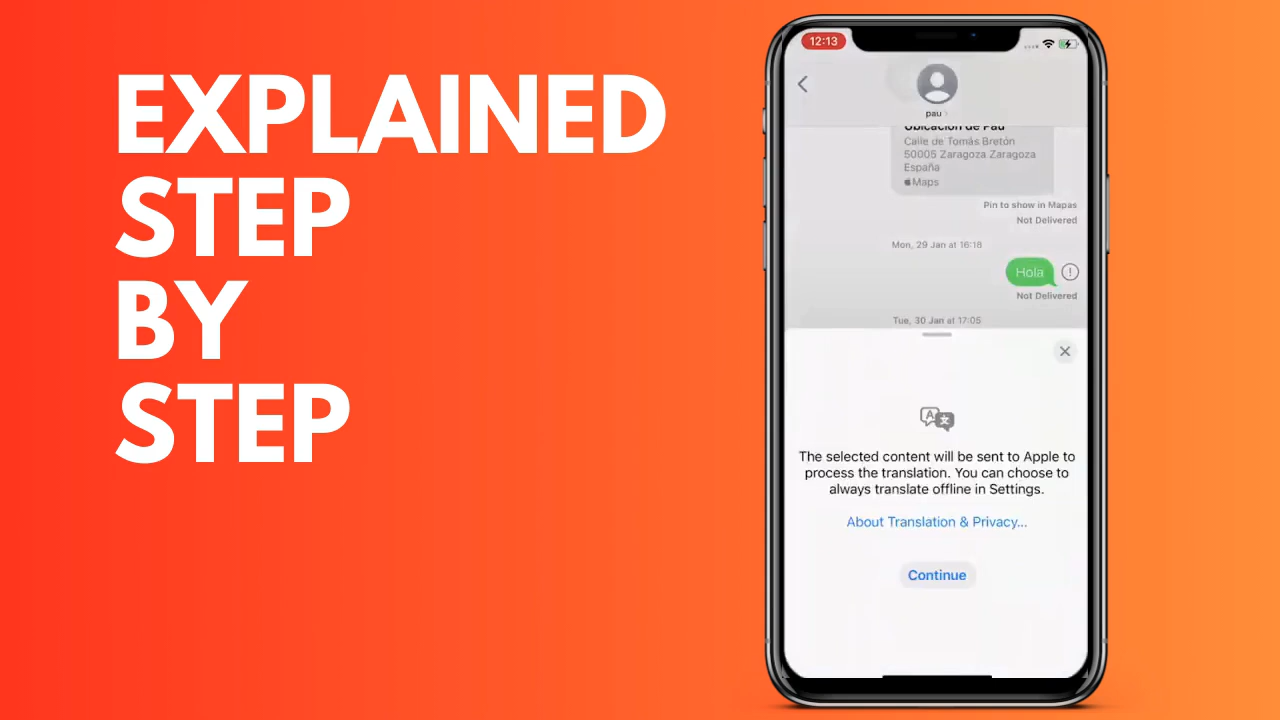 EXPLAINED
STEP
BY
STEP
12:13
pau
Ubicación de Pau
Calle de Tomás Bretón
50005 Zaragoza Zaragoza
España
Maps
Pin to show in Mapas
Not Delivered
Mon, 29 Jan at 16:18
Hola
Not Delivered
Tue, 30 Jan at 17:05
The selected content will be sent to Apple to
process the translation. You can choose to
always translate offline in Settings.
About Translation & Privacy...
Continue